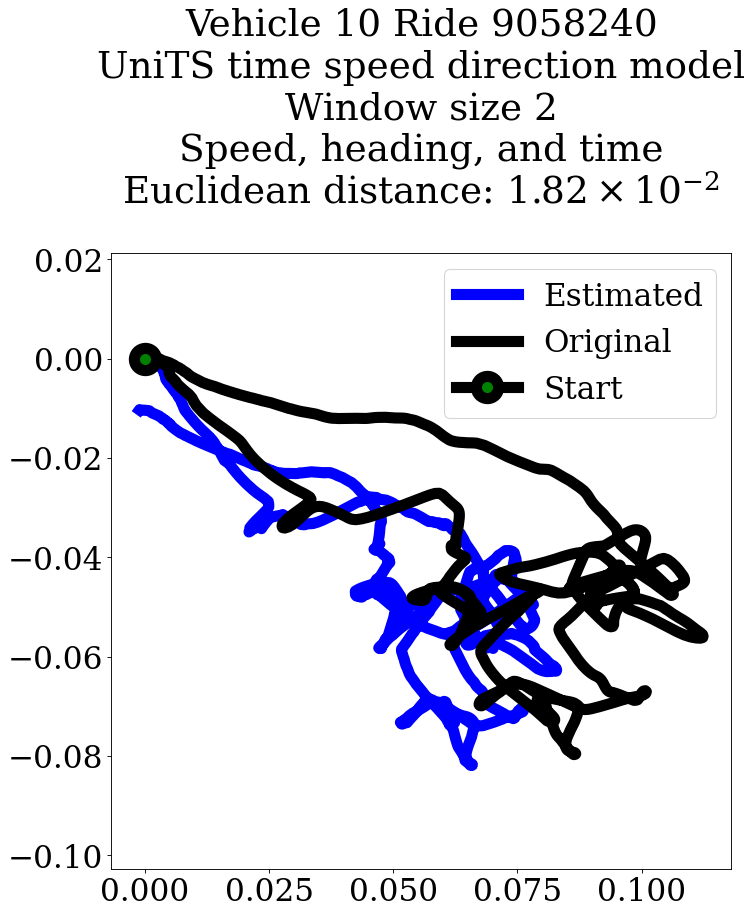 Vehicle 10 Ride 9058240
UniTS time speed direction model
Window size 2
Speed, heading, and time
Euclidean distance: 1.82 × 10⁻²
Estimated
Original
Start
0.02
0.00
−0.02
−0.04
−0.06
−0.08
−0.10
0.000 0.025 0.050 0.075 0.100